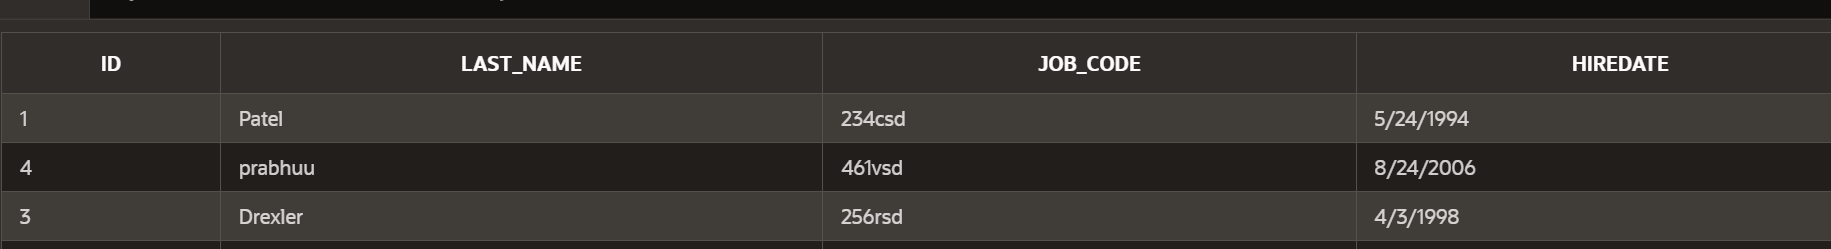 ID LAST_NAME JOB_CODE HIREDATE
1 Patel 234csd 5/24/1994
4 prabhuu 461vsd 8/24/2006
3 Drexler 256rsd 4/3/1998